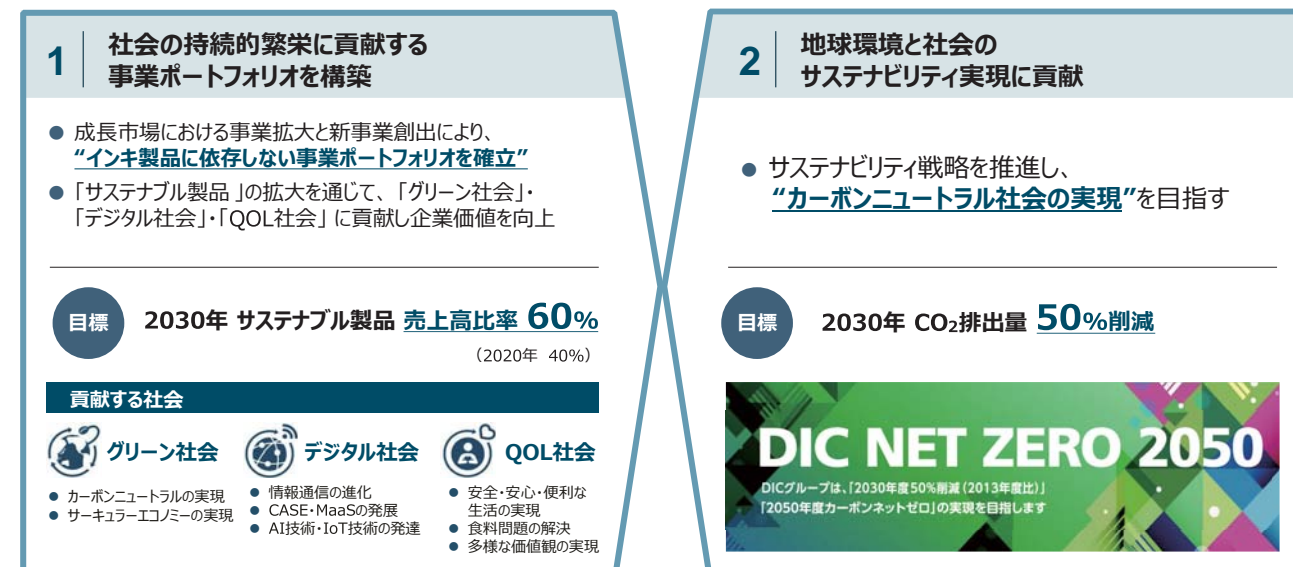 1
社会の持続的繁栄に貢献する
事業ポートフォリオを構築
● 成長市場における事業拡大と新事業創出により、
“インキ製品に依存しない事業ポートフォリオを確立”
● 「サステナブル製品」の拡大を通じて、「グリーン社会」・
「デジタル社会」・「QOL社会」に貢献し企業価値を向上
目標
2030年 サステナブル製品 売上高比率 60%
（2020年 40%）
貢献する社会
グリーン社会
● カーボンニュートラルの実現
● サーキュラーエコノミーの実現
デジタル社会
● 情報通信の進化
● CASE・MaaSの発展
● AI技術・IoT技術の発達
QOL社会
● 安全・安心・便利な
生活の実現
● 食料問題の解決
● 多様な価値観の実現
2
地球環境と社会の
サステナビリティ実現に貢献
● サステナビリティ戦略を推進し、
“カーボンニュートラル社会の実現”を目指す
目標
2030年 CO₂排出量 50%削減
DIC NET ZERO 2050
DICグループは、「2030年度50%削減（2013年度比）」
「2050年度カーボンネットゼロ」の実現を目指します